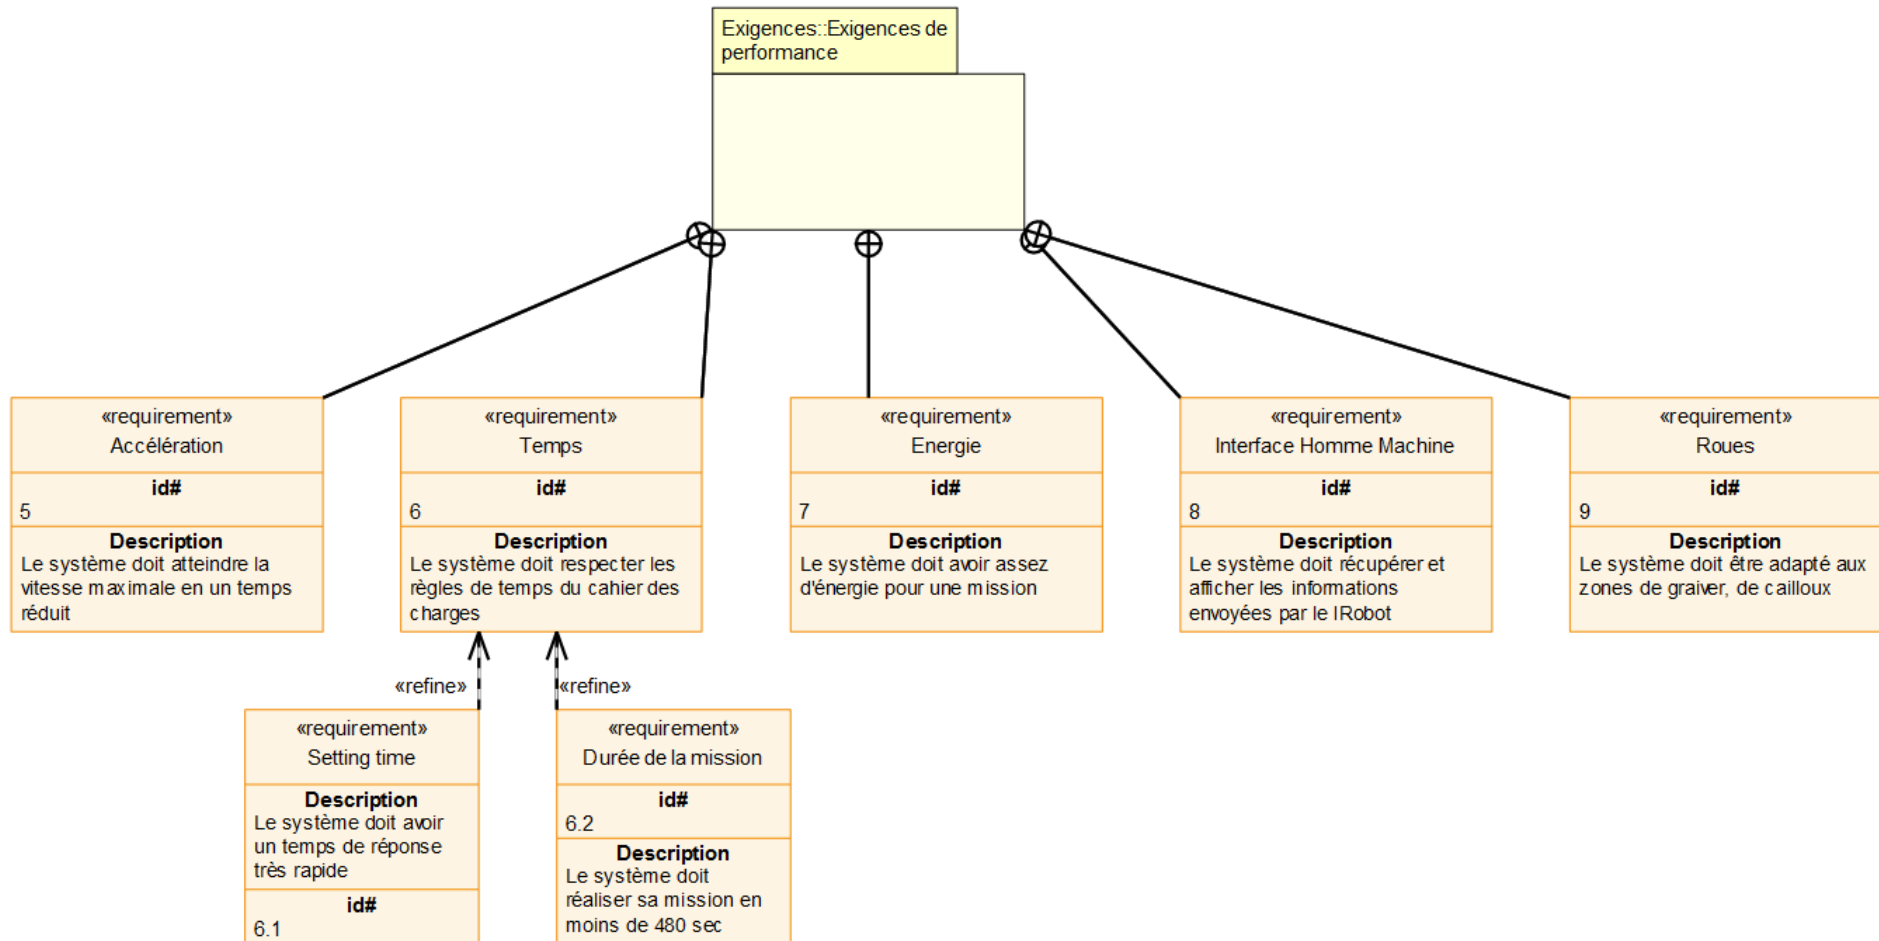 Exigences::Exigences de
performance
«requirement»
Accélération
id#
5
Description
Le système doit atteindre la
vitesse maximale en un temps
réduit
«requirement»
Temps
id#
6
Description
Le système doit respecter les
règles de temps du cahier des
charges
«requirement»
Energie
id#
7
Description
Le système doit avoir assez
d'énergie pour une mission
«requirement»
Interface Homme Machine
id#
8
Description
Le système doit récupérer et
afficher les informations
envoyées par le IRobot
«requirement»
Roues
id#
9
Description
Le système doit être adapté aux
zones de graiver, de cailloux
«refine»
«refine»
«requirement»
Setting time
Description
Le système doit avoir
un temps de réponse
très rapide
id#
6.1
«requirement»
Durée de la mission
id#
6.2
Description
Le système doit
réaliser sa mission en
moins de 480 sec